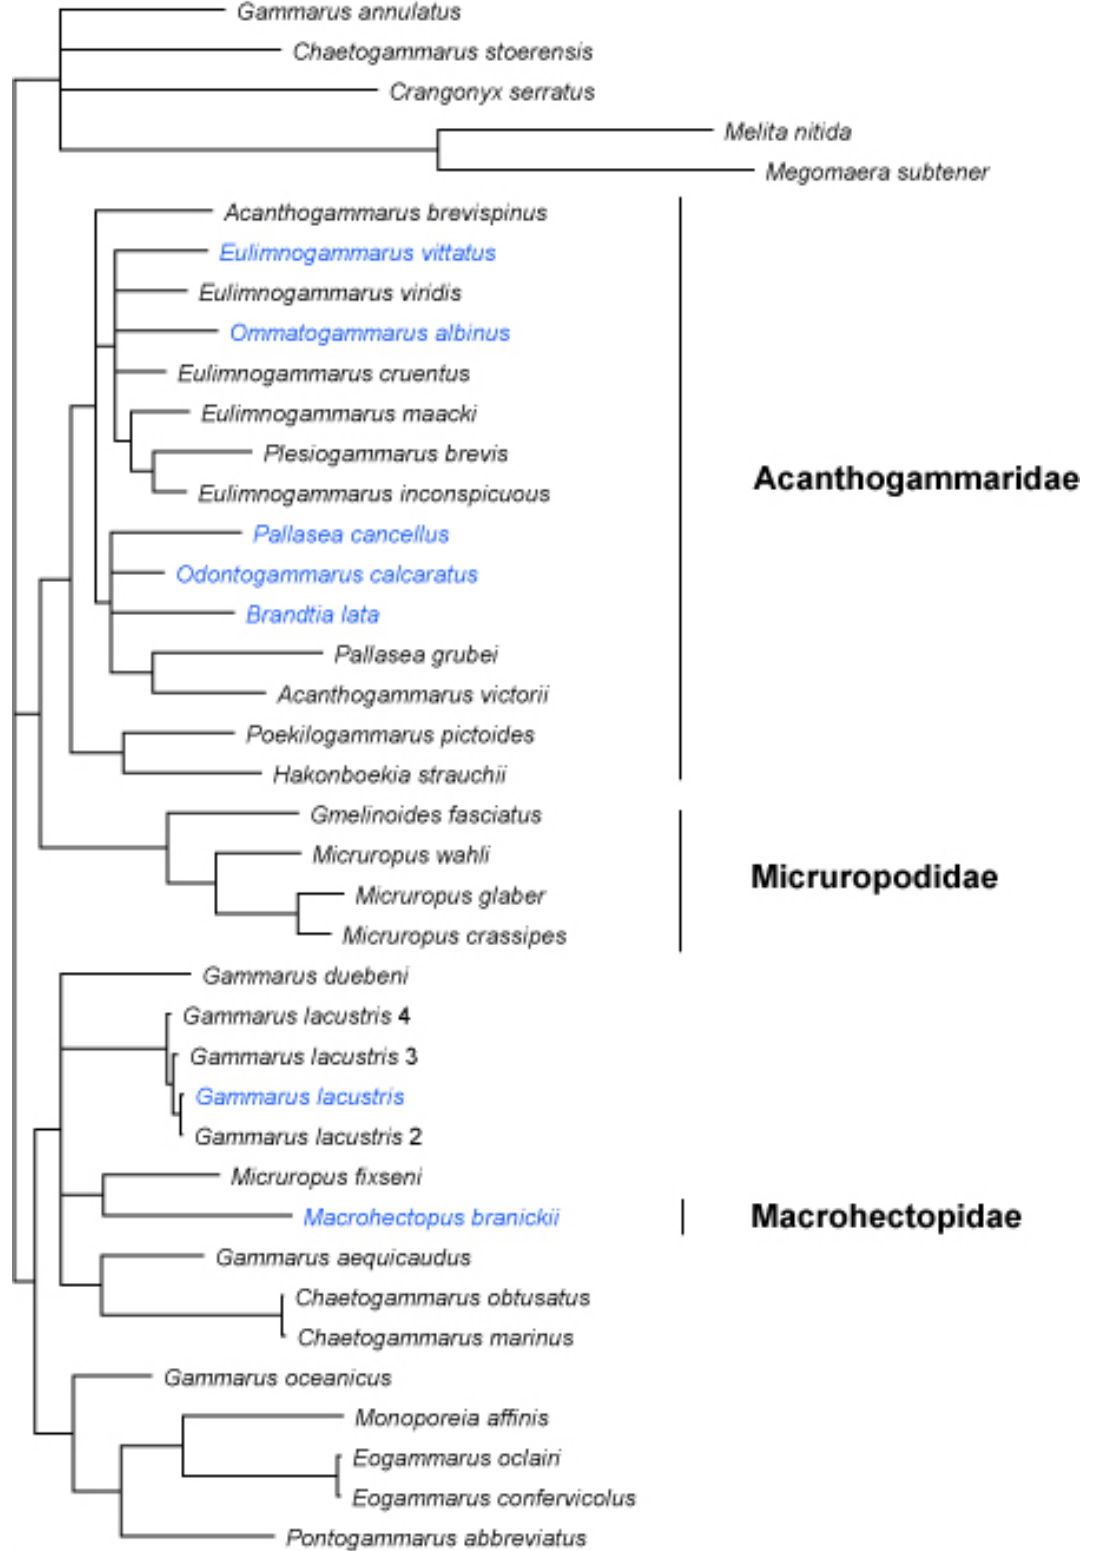 Gammarus annulatus
Chaetogammarus stoerensis
Crangonyx serratus
Melita nitida
Megomaera subtener
Acanthogammarus brevispinus
Eulimnogammarus vittatus
Eulimnogammarus viridis
Ommatogammarus albinus
Eulimnogammarus cruentus
Eulimnogammarus maacki
Plesiogammarus brevis
Acanthogammaridae
Eulimnogammarus inconspicuous
Pallasea cancellus
Odontogammarus calcaratus
Brandtia lata
Pallasea grubei
Acanthogammarus victorii
Poekilogammarus pictoides
Hakonboekia strauchii
Gmelinoides fasciatus
Micruropus wahli
Micruropodidae
Micruropus glaber
Micruropus crassipes
Gammarus duebeni
Gammarus lacustris 4
Gammarus lacustris 3
Gammarus lacustris
Gammarus lacustris 2
Micruropus fixseni
Macrohectopus branickii
Macrohectopidae
Gammarus aequicaudus
Chaetogammarus obtusatus
Chaetogammarus marinus
Gammarus oceanicus
Monoporeia affinis
Eogammarus oclairi
Eogammarus confervicolus
Pontogammarus abbreviatus